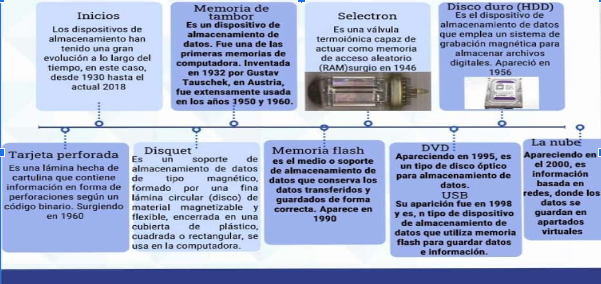 Inicios
Los dispositivos de
almacenamiento han
tenido una gran
evolución a lo largo del
tiempo, en este caso,
desde 1930 hasta el
actual 2018
Memoria de
tambor
Es un dispositivo de
almacenamiento de
datos. Fue una de las
primeras memorias de
computadora. Inventada
en 1932 por Gustav
Tauschek, en Austria,
fue extensamente usada
en los años 1950 y 1960.
Selectron
Es una válvula
termoiónica capaz de
actuar como memoria
de acceso aleatorio
(RAM)surgio en 1946
Disco duro (HDD)
Es el dispositivo de
almacenamiento de datos
que emplea un sistema de
grabación magnética para
almacenar archivos
digitales. Apareció en
1956
Tarjeta perforada
Es una lámina hecha de
cartulina que contiene
información en forma de
perforaciones según un
código binario. Surgiendo
en 1960
Disquet
Es un soporte de
almacenamiento de datos
de tipo magnético,
formado por una fina
lámina circular (disco) de
material magnetizable y
flexible, encerrada en una
cubierta de plástico,
cuadrada o rectangular, se
usa en la computadora.
Memoria flash
es el medio o soporte
de almacenamiento de
datos que conserva los
datos transferidos y
guardados de forma
correcta. Aparece en
1990
DVD
Apareciendo en 1995, es
un tipo de disco óptico
para almacenamiento de
datos.
USB
Su aparición fue en 1998
y es, n tipo de dispositivo
de almacenamiento de
datos que utiliza memoria
flash para guardar datos
e información.
La nube
Apareciendo en
el 2000, es
información
basada en
redes, donde los
datos se
guardan en
apartados
virtuales